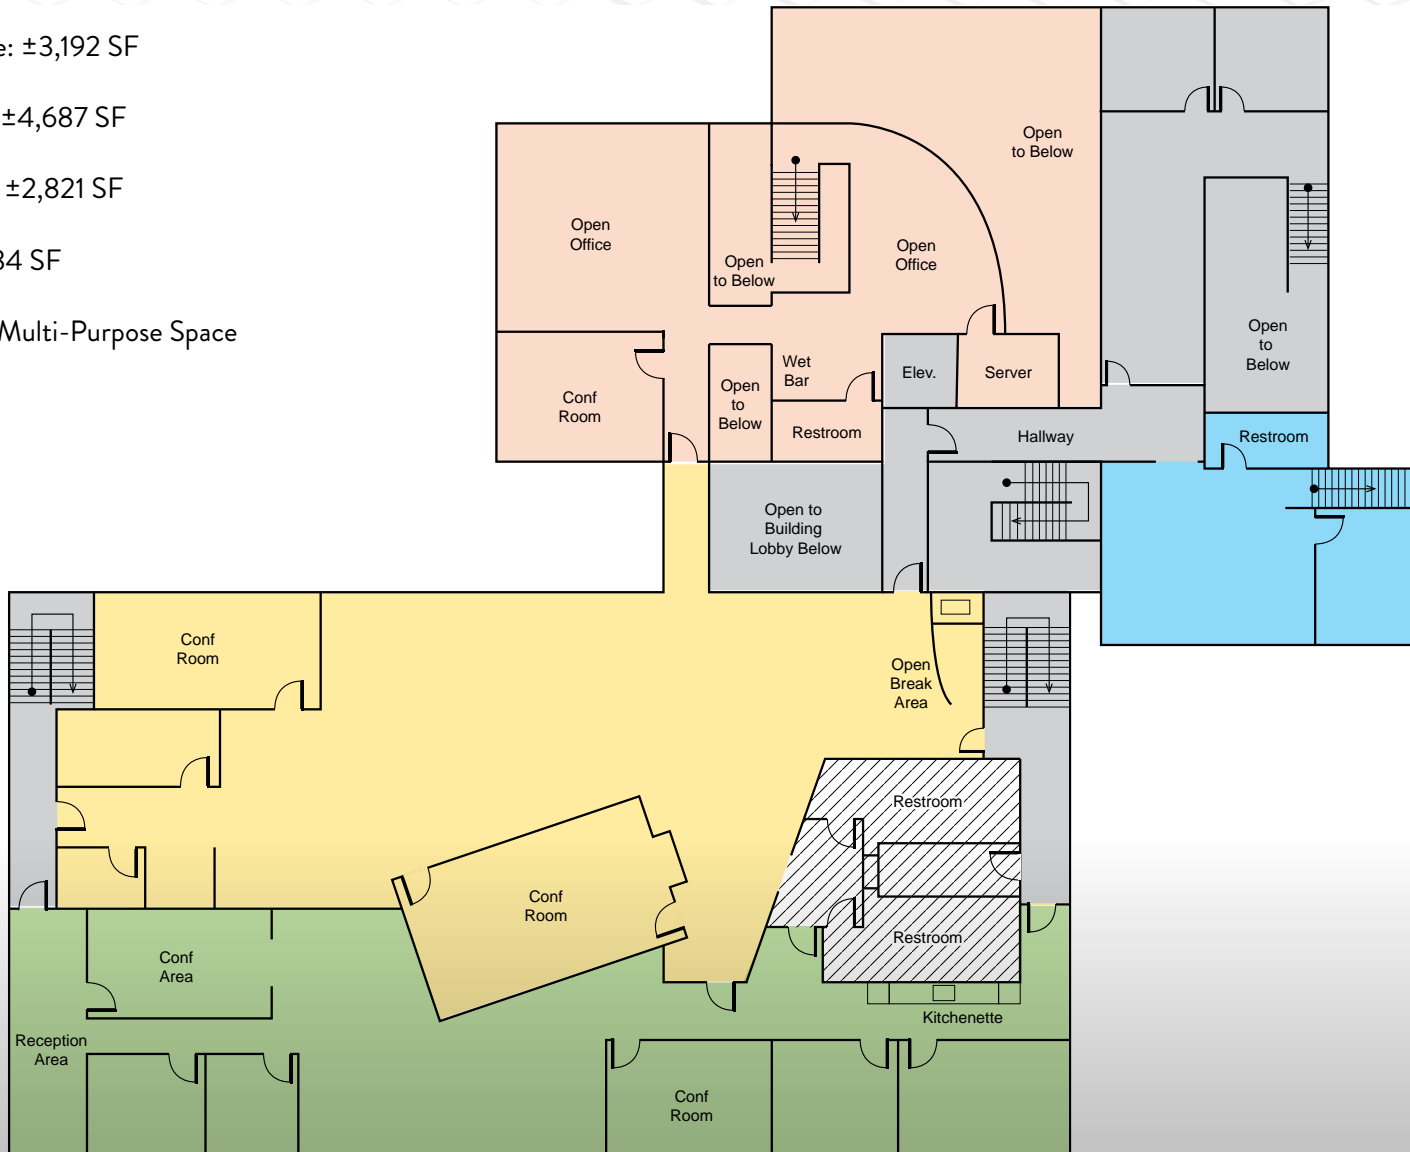 e: ±3,192 SF
±4,687 SF
±2,821 SF
34 SF
Multi-Purpose Space
Open
to Below
Open
Office
Open
to Below
Open
Office
Open
to
Below
Conf
Room
Open
to
Below
Wet
Bar
Elev.
Server
Restroom
Hallway
Restroom
Open to
Building
Lobby Below
Conf
Room
Open
Break
Area
Restroom
Conf
Room
Restroom
Conf
Area
Kitchenette
Reception
Area
Conf
Room